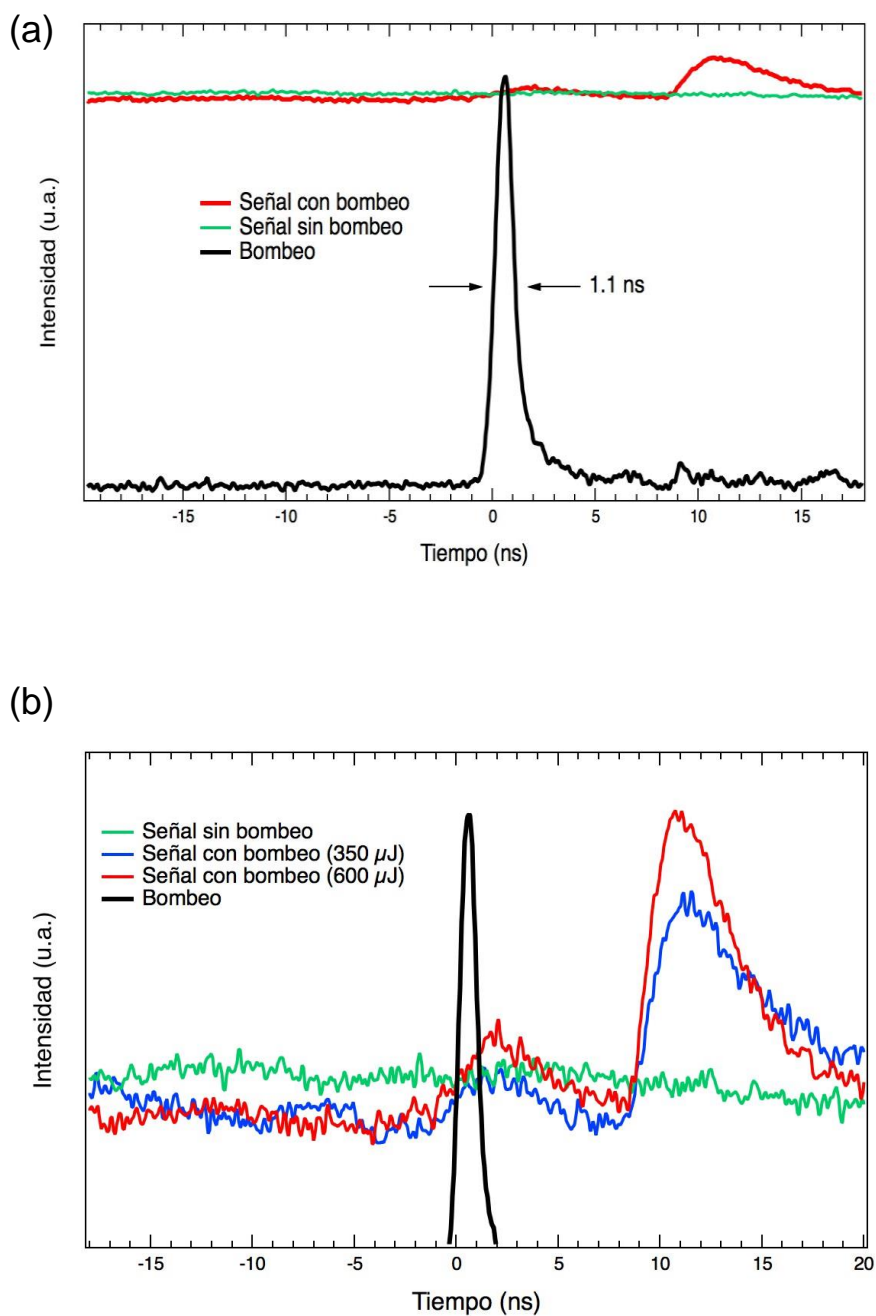 (a)
Intensidad (u.a.)
Señal con bombeo
Señal sin bombeo
Bombeo
1.1 ns
-15 -10 -5 0 5 10 15
Tiempo (ns)
(b)
Intensidad (u.a.)
Señal sin bombeo
Señal con bombeo (350 µJ)
Señal con bombeo (600 µJ)
Bombeo
-15 -10 -5 0 5 10 15 20
Tiempo (ns)